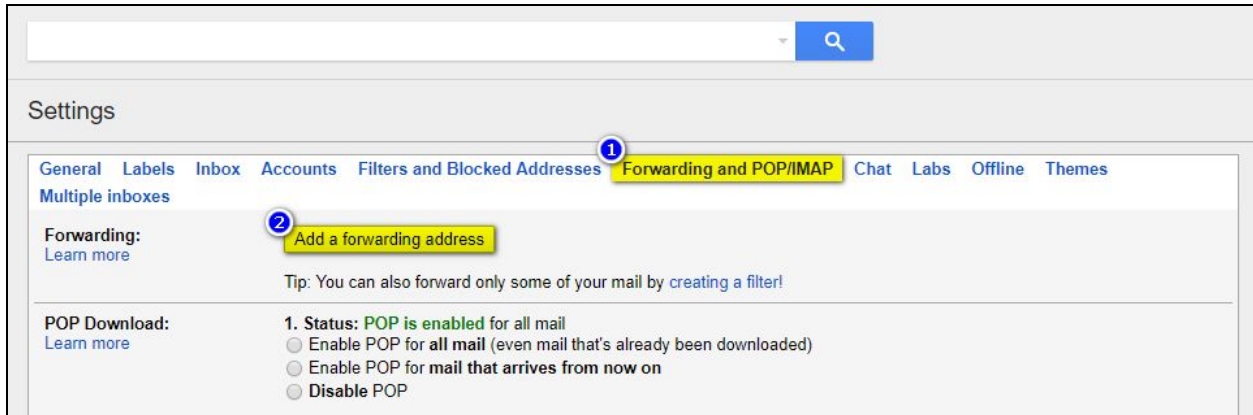 Settings
1
General Labels Inbox Accounts Filters and Blocked Addresses Forwarding and POP/IMAP Chat Labs Offline Themes
Multiple inboxes
2
Forwarding: Add a forwarding address
Learn more
Tip: You can also forward only some of your mail by creating a filter!
POP Download: 1. Status: POP is enabled for all mail
Learn more Enable POP for all mail (even mail that's already been downloaded)
Enable POP for mail that arrives from now on
Disable POP